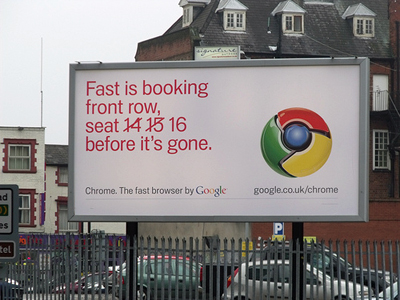 signature
Fast is booking
front row,
seat 14 15 16
before it's gone.
Chrome. The fast browser by Google
google.co.uk/chrome
P